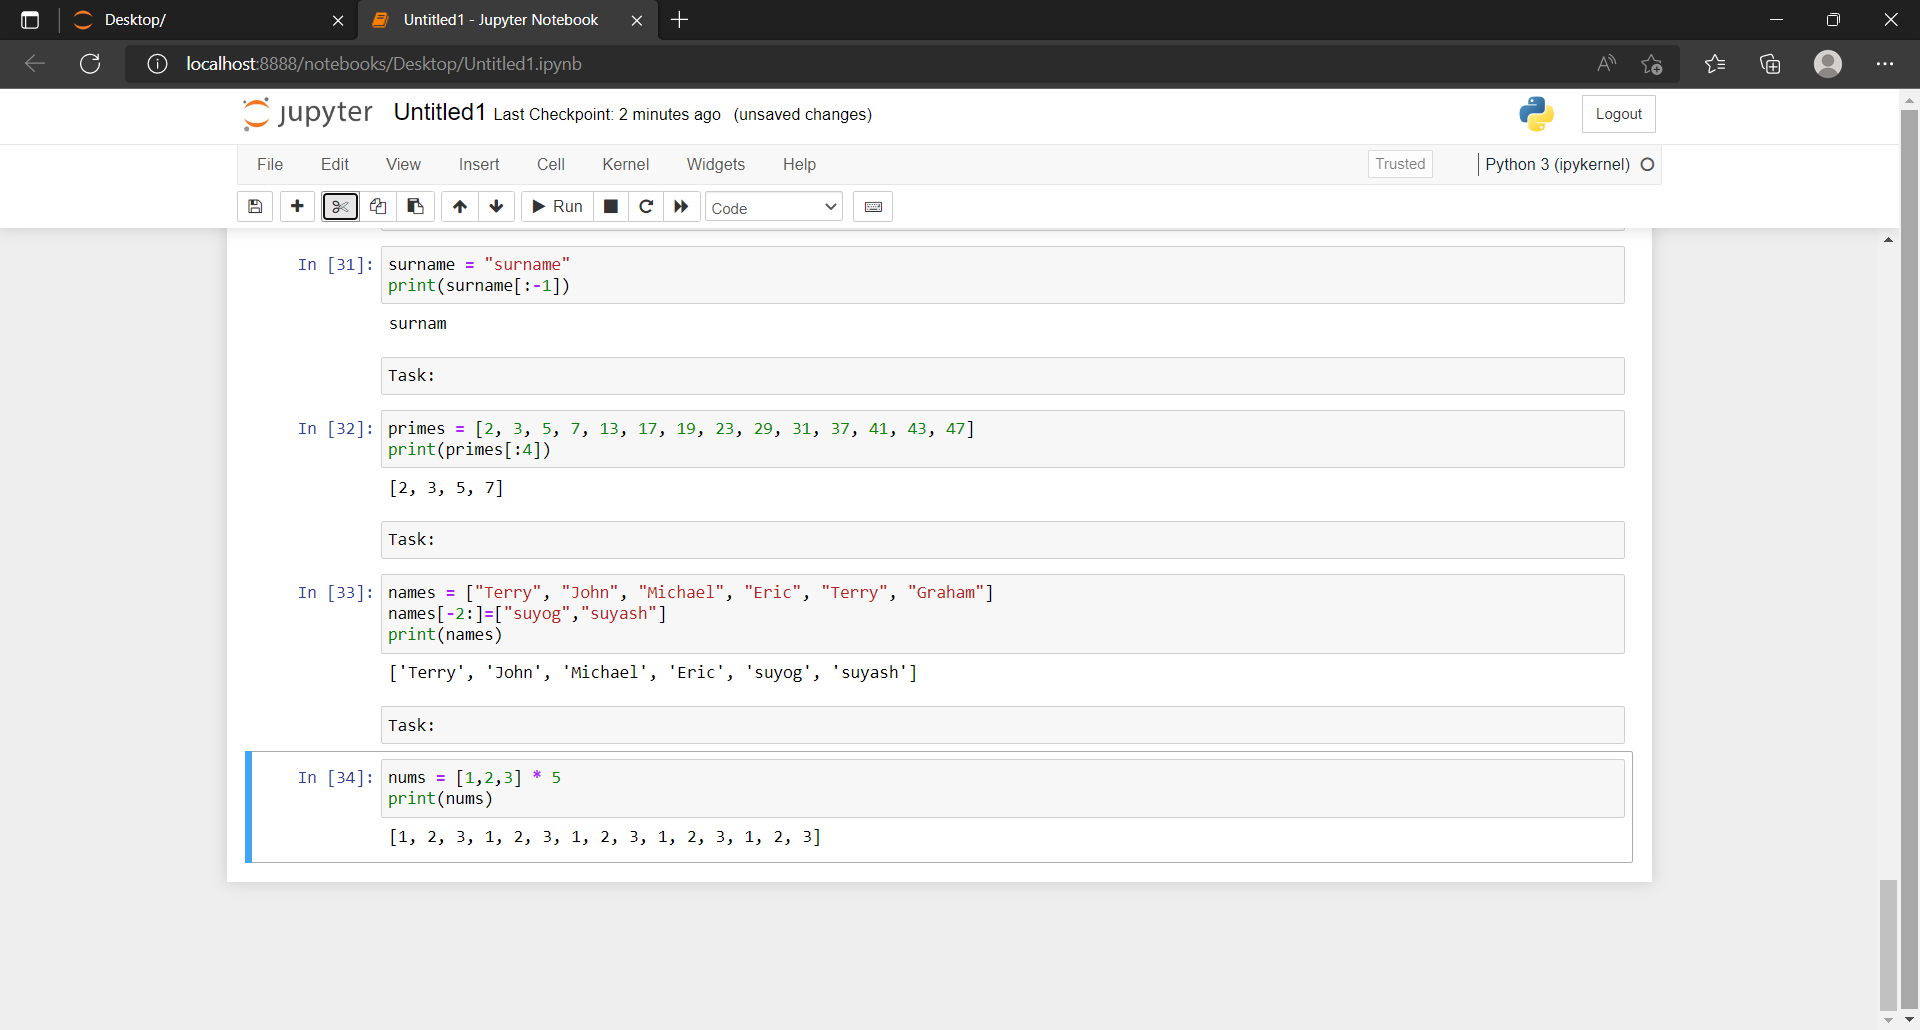 Desktop/
Untitled1 - Jupyter Notebook
localhost:8888/notebooks/Desktop/Untitled1.ipynb
jupyter Untitled1 Last Checkpoint: 2 minutes ago (unsaved changes)
Logout
File Edit View Insert Cell Kernel Widgets Help
Trusted
Python 3 (ipykernel)
Run
Code
In [31]: surname = "surname"
print(surname[:-1])
surnam
Task:
In [32]: primes = [2, 3, 5, 7, 13, 17, 19, 23, 29, 31, 37, 41, 43, 47]
print(primes[:4])
[2, 3, 5, 7]
Task:
In [33]: names = ["Terry", "John", "Michael", "Eric", "Terry", "Graham"]
names[-2:]=["suyog","suyash"]
print(names)
['Terry', 'John', 'Michael', 'Eric', 'suyog', 'suyash']
Task:
In [34]: nums = [1,2,3] * 5
print(nums)
[1, 2, 3, 1, 2, 3, 1, 2, 3, 1, 2, 3, 1, 2, 3]